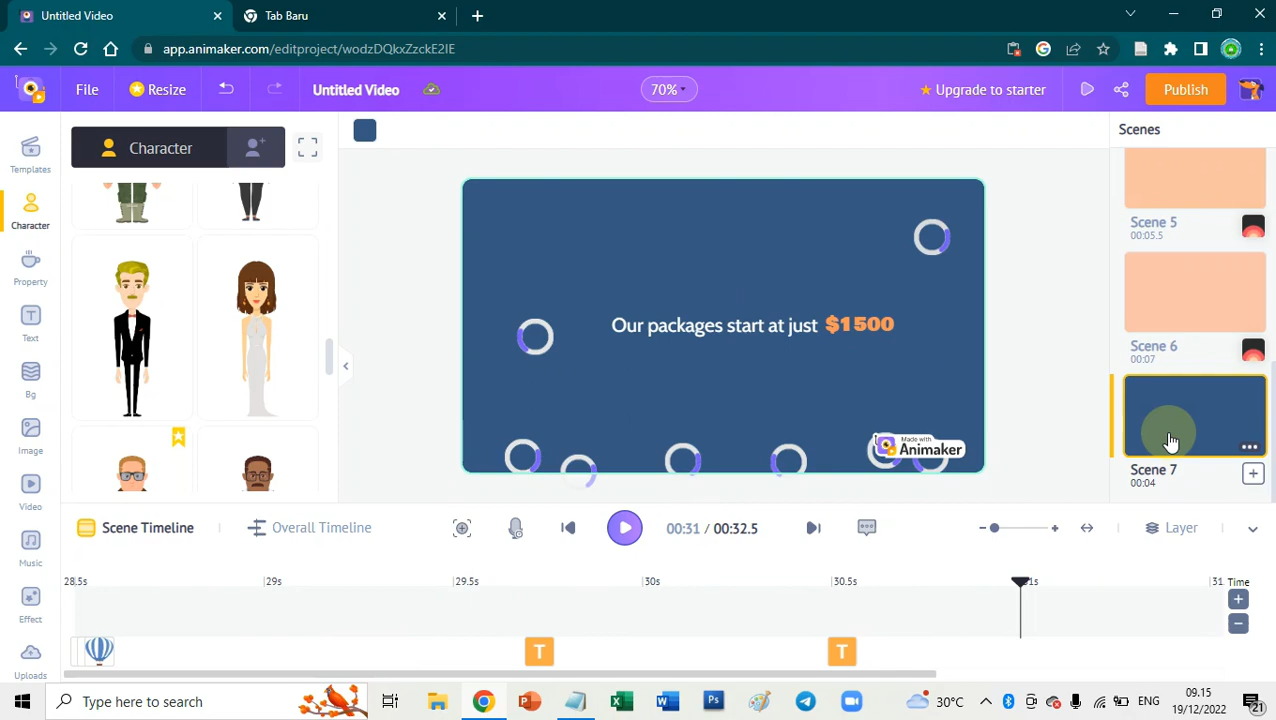 Untitled Video
Tab Baru
app.animaker.com/editproject/wodzDQkxZzckE2IE
File
Resize
Untitled Video
70%
Upgrade to starter
Publish
Templates
Character
Property
Text
Bg
Image
Video
Music
Effect
Uploads
Character
Our packages start at just $1500
Made with
Animaker
Scenes
Scene 5
00:05.5
Scene 6
00:07
Scene 7
00:04
Scene Timeline
Overall Timeline
00:31 / 00:32.5
Layer
28.5s
29s
29.5s
30s
30.5s
31
Time
T
T
Type here to search
30°C
ENG
09.15
19/12/2022
21